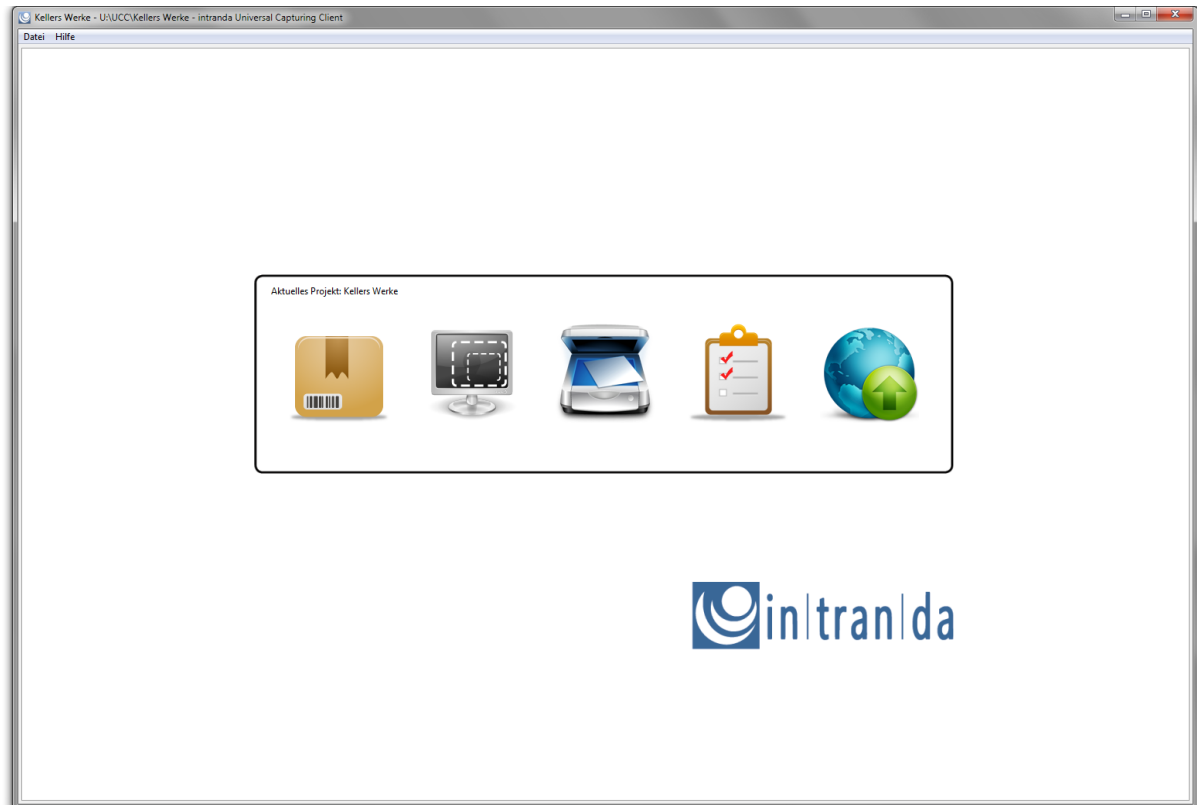 Kellers Werke - U:\UCC\Kellers Werke - intranda Universal Capturing Client
Datei Hilfe
Aktuelles Projekt: Kellers Werke
in|tran|da